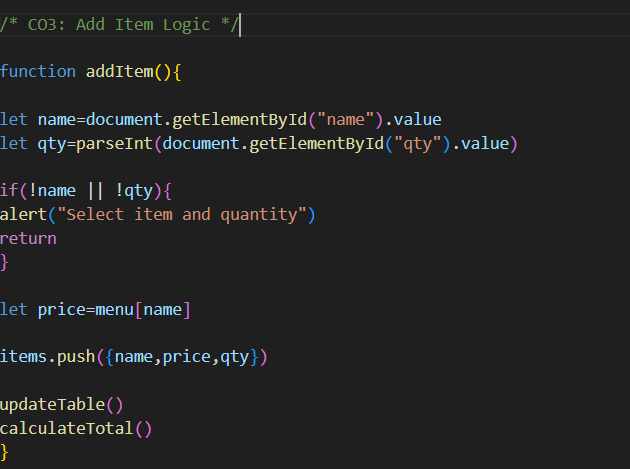 /* CO3: Add Item Logic */
function addItem(){
let name=document.getElementById("name").value
let qty=parseInt(document.getElementById("qty").value)
if(!name || !qty){
alert("Select item and quantity")
return
}
let price=menu[name]
items.push({name,price,qty})
updateTable()
calculateTotal()
}